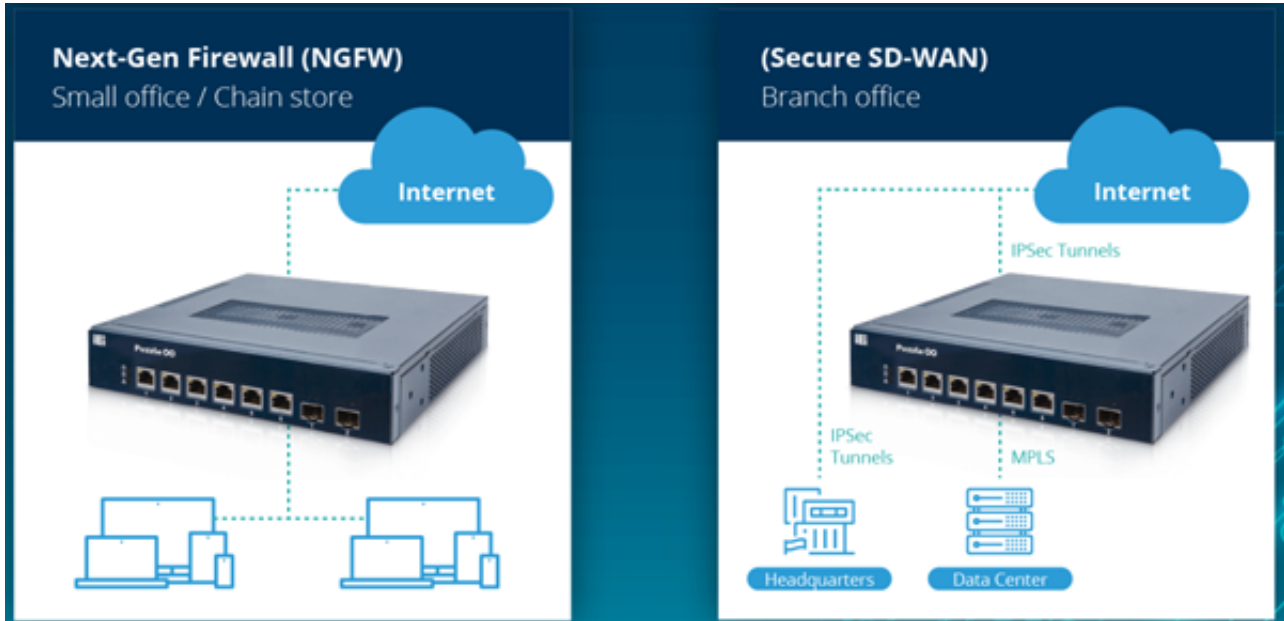 Next-Gen Firewall (NGFW)
Small office / Chain store
Internet
(Secure SD-WAN)
Branch office
Internet
IPSec Tunnels
IPSec
Tunnels
MPLS
Headquarters
Data Center